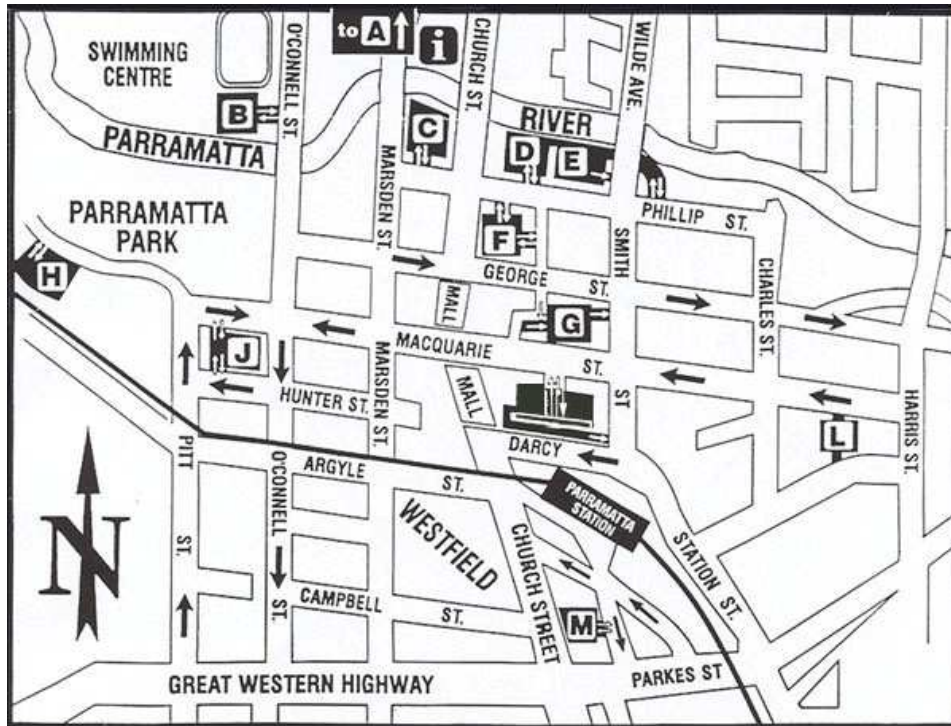 to A
i
SWIMMING
CENTRE
O'CONNELL ST.
CHURCH ST.
WILDE AVE.
B
C
RIVER
PARRAMATTA
D
E
MARSDEN ST.
PHILLIP ST.
PARRAMATTA
PARK
F
SMITH
ST
CHARLES ST.
H
GEORGE ST.
MALL
G
J
MACQUARIE ST.
MARSDEN ST.
MALL
HUNTER ST.
HARRIS ST.
L
DARCY
PITT ST.
O'CONNELL ST.
ARGYLE ST.
PARRAMATTA
STATION
N
WESTFIELD
CHURCH STREET
STATION ST.
CAMPBELL ST.
M
PARKES ST
GREAT WESTERN HIGHWAY